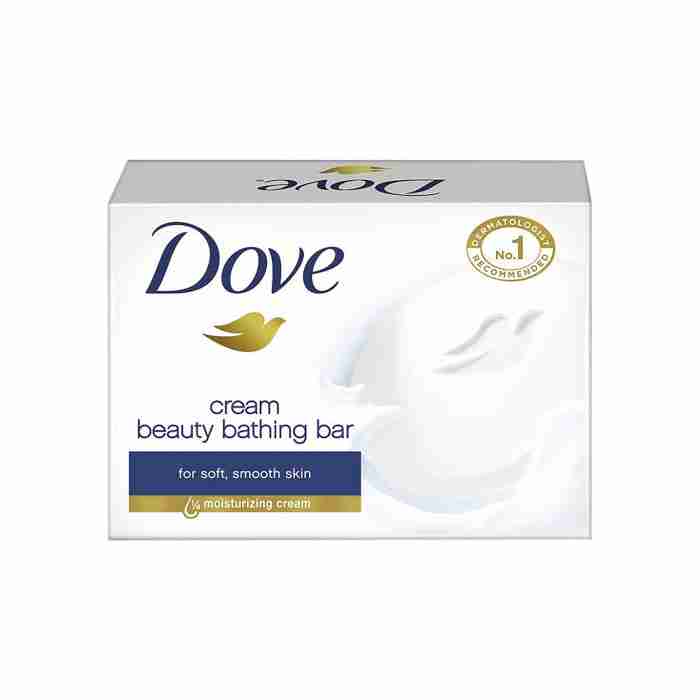 Dove
Dove
DERMATOLOGIST
No.1
RECOMMENDED
cream
beauty bathing bar
for soft, smooth skin
¼ moisturizing cream